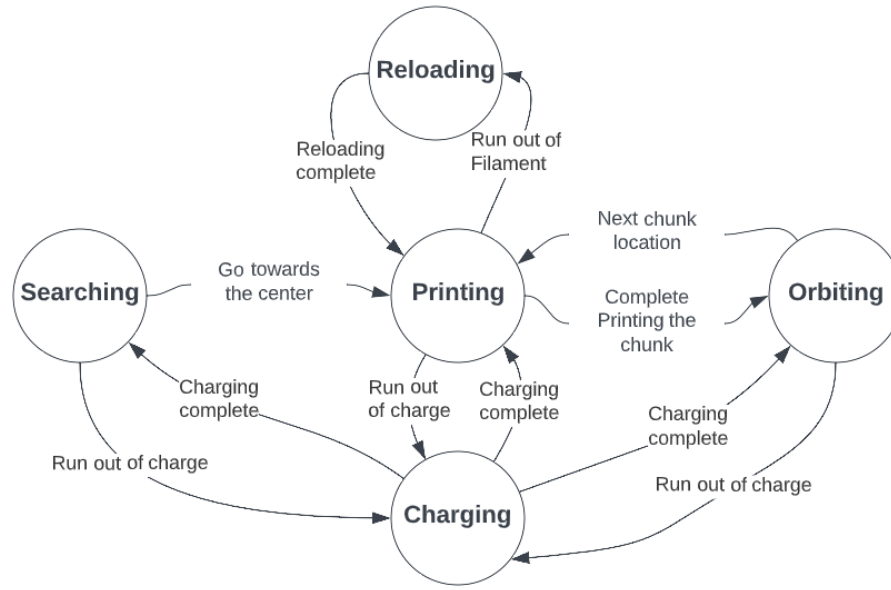 Reloading
Reloading
complete
Run out of
Filament
Next chunk
location
Searching
Go towards
the center
Printing
Complete
Printing the
chunk
Orbiting
Charging
complete
Run out
of charge
Charging
complete
Charging
complete
Run out of charge
Run out of charge
Charging